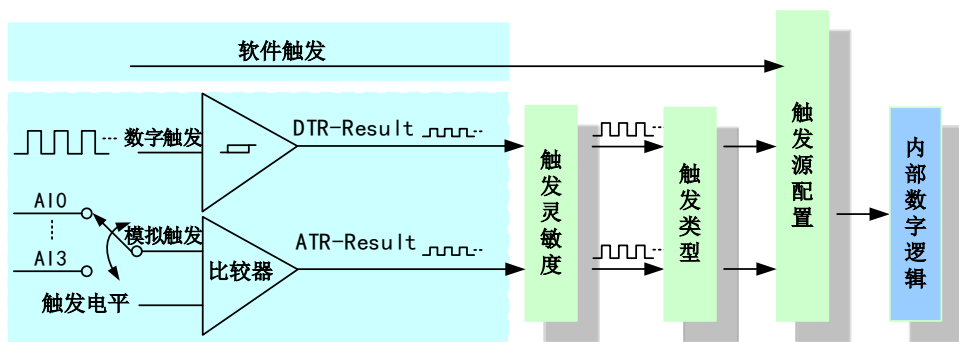 软件触发
数字触发
DTR-Result
AI0
AI3
模拟触发
触发电平
比较器
ATR-Result
触发灵敏度
触发类型
触发源配置
内部数字逻辑